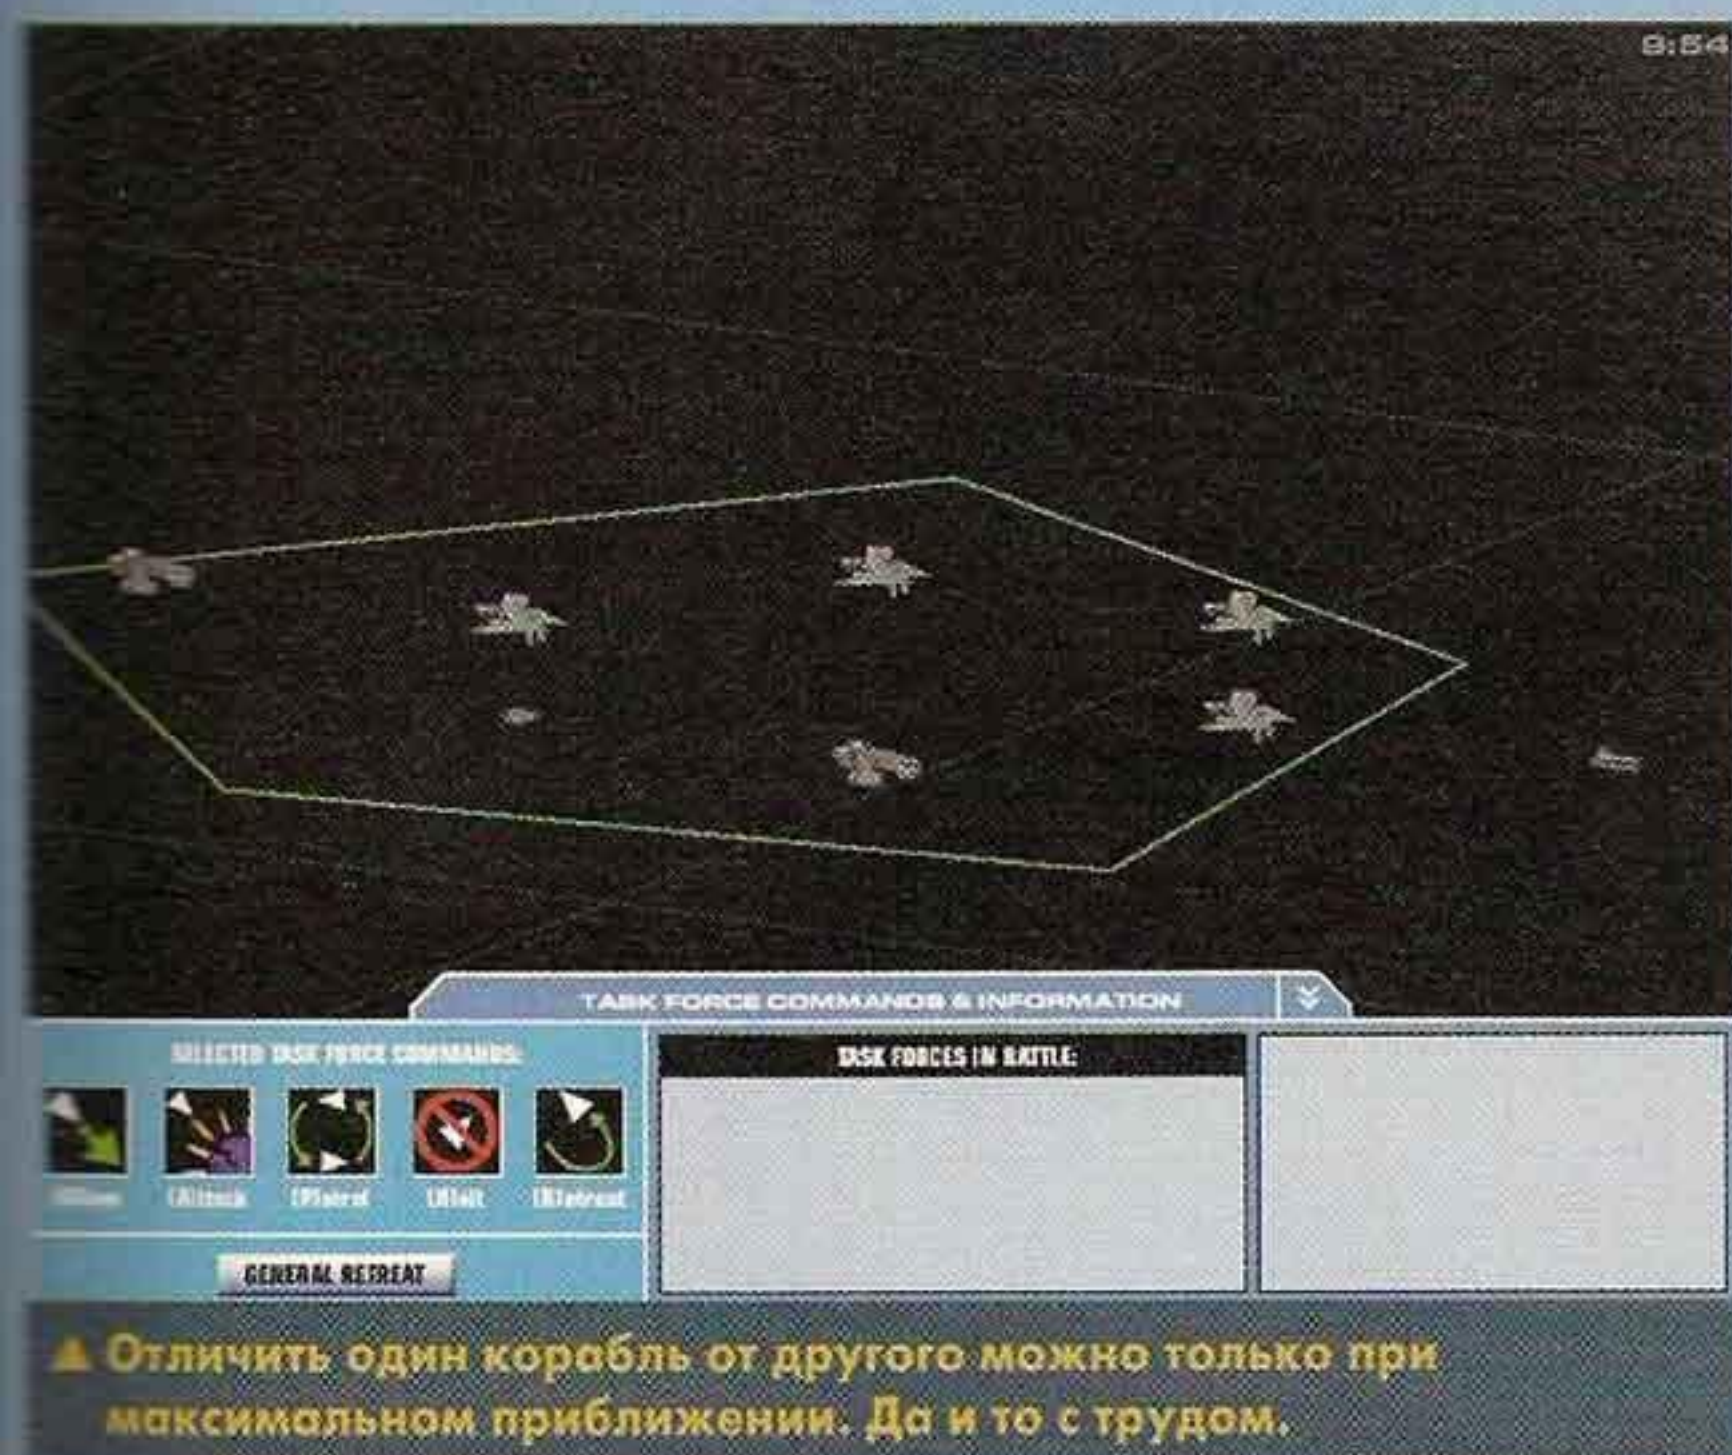 9:54
TASK FORCE COMMANDS & INFORMATION
SELECTED TASK FORCE COMMANDS:
TASK FORCES IN BATTLE:
(A)ttack (P)atrol (H)alt (R)etreat
GENERAL RETREAT
▲ Отличить один корабль от другого можно только при
максимальном приближении. Да и то с трудом.